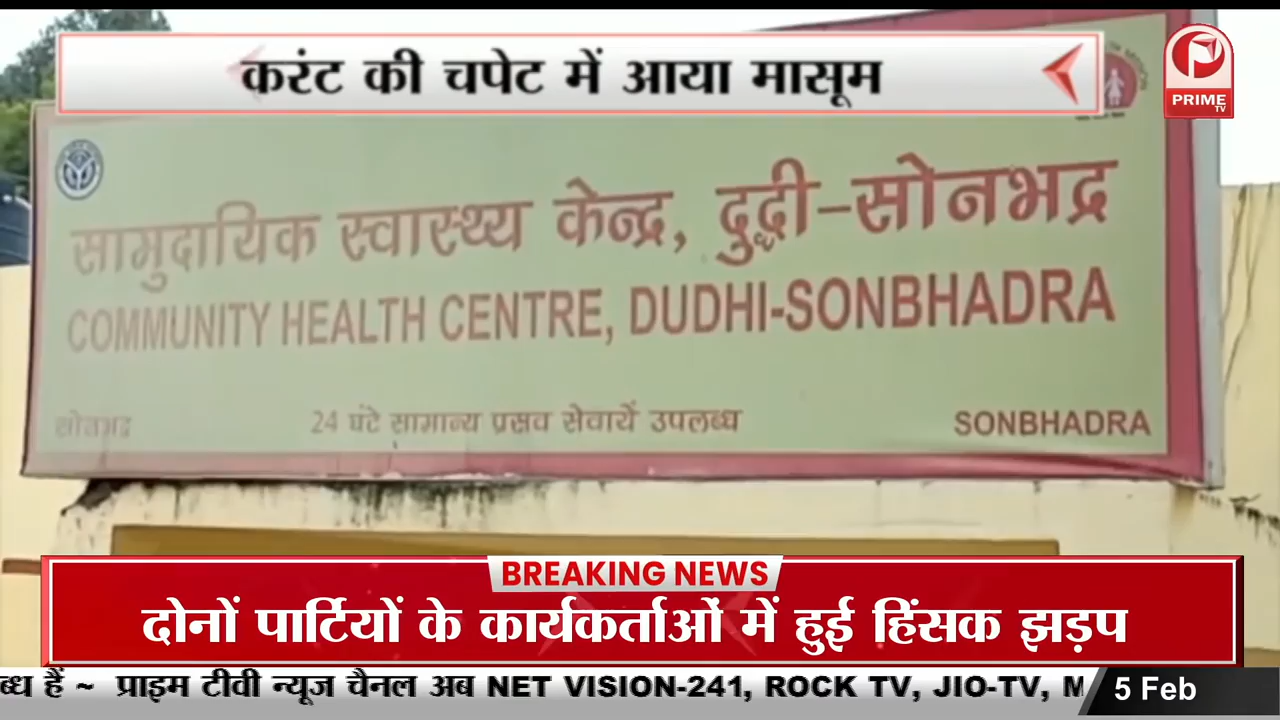 करंट की चपेट में आया मासूम
PRIME
TV
सामुदायिक स्वास्थ्य केन्द्र, दुद्धी-सोनभद्र
COMMUNITY HEALTH CENTRE, DUDHI-SONBHADRA
सोनभद्र
24 घंटे सामान्य प्रसव सेवायें उपलब्ध
SONBHADRA
BREAKING NEWS
दोनों पार्टियों के कार्यकर्ताओं में हुई हिंसक झड़प
ब्ध हैं ~ प्राइम टीवी न्यूज चैनल अब NET VISION-241, ROCK TV, JIO-TV, M
5 Feb